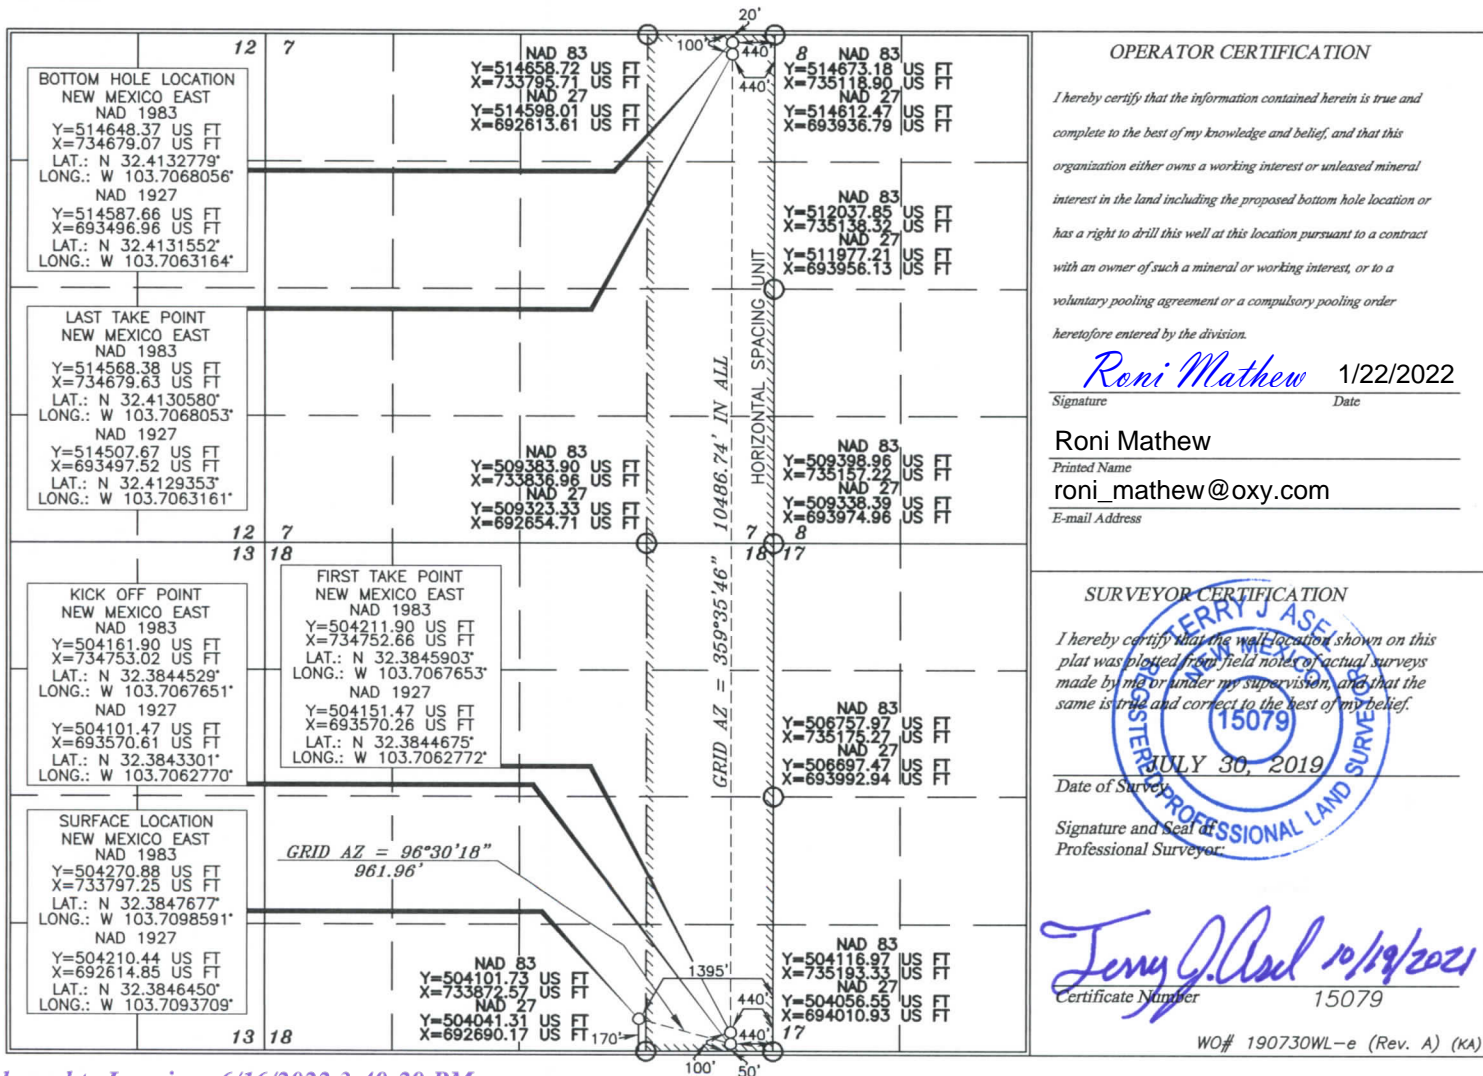 20'
12 7
100'
440'
8
440'
BOTTOM HOLE LOCATION
NEW MEXICO EAST
NAD 1983
Y=514648.37 US FT
X=734679.07 US FT
LAT.: N 32.4132779°
LONG.: W 103.7068056°
NAD 1927
Y=514587.66 US FT
X=693496.96 US FT
LAT.: N 32.4131552°
LONG.: W 103.7063164°
NAD 83
Y=514658.72 US FT
X=733795.71 US FT
NAD 27
Y=514598.01 US FT
X=692613.61 US FT
NAD 83
Y=514673.18 US FT
X=735118.90 US FT
NAD 27
Y=514612.47 US FT
X=693936.79 US FT
NAD 83
Y=512037.85 US FT
X=735138.32 US FT
NAD 27
Y=511977.21 US FT
X=693956.13 US FT
LAST TAKE POINT
NEW MEXICO EAST
NAD 1983
Y=514568.38 US FT
X=734679.63 US FT
LAT.: N 32.4130580°
LONG.: W 103.7068053°
NAD 1927
Y=514507.67 US FT
X=693497.52 US FT
LAT.: N 32.4129353°
LONG.: W 103.7063161°
HORIZONTAL SPACING UNIT
GRID AZ = 359°35'46" 10486.74' IN ALL
NAD 83
Y=509383.90 US FT
X=733836.96 US FT
NAD 27
Y=509323.33 US FT
X=692654.71 US FT
NAD 83
Y=509398.96 US FT
X=735157.22 US FT
NAD 27
Y=509338.39 US FT
X=693974.96 US FT
12 7
13 18
7 8
18 17
KICK OFF POINT
NEW MEXICO EAST
NAD 1983
Y=504161.90 US FT
X=734753.02 US FT
LAT.: N 32.3844529°
LONG.: W 103.7067651°
NAD 1927
Y=504101.47 US FT
X=693570.61 US FT
LAT.: N 32.3843301°
LONG.: W 103.7062770°
FIRST TAKE POINT
NEW MEXICO EAST
NAD 1983
Y=504211.90 US FT
X=734752.66 US FT
LAT.: N 32.3845903°
LONG.: W 103.7067653°
NAD 1927
Y=504151.47 US FT
X=693570.26 US FT
LAT.: N 32.3844675°
LONG.: W 103.7062772°
NAD 83
Y=506757.97 US FT
X=735175.27 US FT
NAD 27
Y=506697.47 US FT
X=693992.94 US FT
SURFACE LOCATION
NEW MEXICO EAST
NAD 1983
Y=504270.88 US FT
X=733797.25 US FT
LAT.: N 32.3847677°
LONG.: W 103.7098591°
NAD 1927
Y=504210.44 US FT
X=692614.85 US FT
LAT.: N 32.3846450°
LONG.: W 103.7093709°
GRID AZ = 96°30'18"
961.96'
NAD 83
Y=504101.73 US FT
X=733872.57 US FT
NAD 27
Y=504041.31 US FT
X=692690.17 US FT
1395'
440'
170'
440'
NAD 83
Y=504116.97 US FT
X=735193.33 US FT
NAD 27
Y=504056.55 US FT
X=694010.93 US FT
17
13 18
100'
50'
OPERATOR CERTIFICATION
I hereby certify that the information contained herein is true and
complete to the best of my knowledge and belief, and that this
organization either owns a working interest or unleased mineral
interest in the land including the proposed bottom hole location or
has a right to drill this well at this location pursuant to a contract
with an owner of such a mineral or working interest, or to a
voluntary pooling agreement or a compulsory pooling order
heretofore entered by the division.
Roni Mathew 1/22/2022
Signature Date
Roni Mathew
Printed Name
roni_mathew@oxy.com
E-mail Address
SURVEYOR CERTIFICATION
I hereby certify that the well location shown on this
plat was plotted from field notes of actual surveys
made by me or under my supervision, and that the
same is true and correct to the best of my belief.
TERRY J ASEL
NEW MEXICO
15079
REGISTERED PROFESSIONAL LAND SURVEYOR
JULY 30, 2019
Date of Survey
Signature and Seal of
Professional Surveyor:
Terry J. Asel 10/19/2021
Certificate Number 15079
WO# 190730WL-e (Rev. A) (KA)